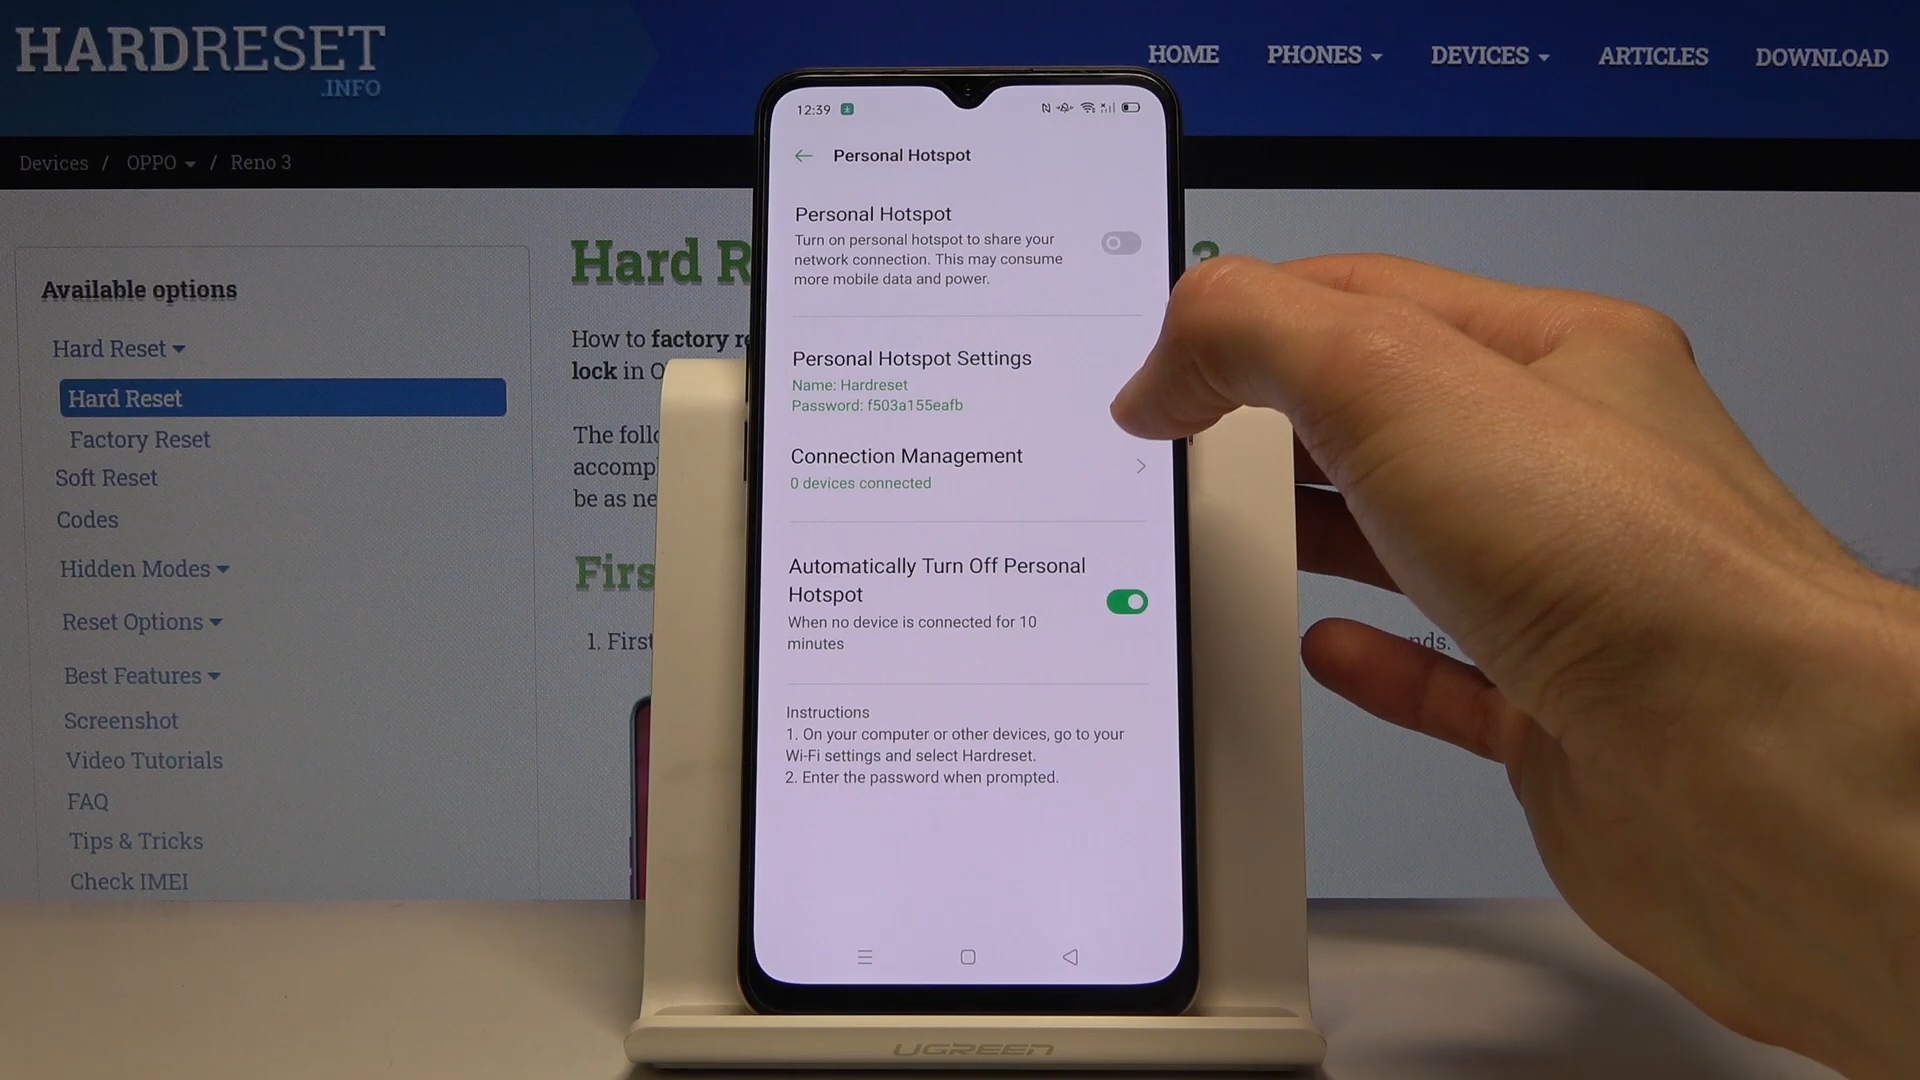 HARDRESET
.INFO
HOME
PHONES
DEVICES
ARTICLES
DOWNLOAD
Devices / OPPO / Reno 3
Available options
Hard Reset
Hard Reset
Factory Reset
Soft Reset
Codes
Hidden Modes
Reset Options
Best Features
Screenshot
Video Tutorials
FAQ
Tips & Tricks
Check IMEI
Hard R
3
How to factory re
lock in O
The follo
accomp
be as ne
Firs
1. First
nds.
12:39
Personal Hotspot
Personal Hotspot
Turn on personal hotspot to share your
network connection. This may consume
more mobile data and power.
Personal Hotspot Settings
Name: Hardreset
Password: f503a155eafb
Connection Management
0 devices connected
Automatically Turn Off Personal
Hotspot
When no device is connected for 10
minutes
Instructions
1. On your computer or other devices, go to your
Wi-Fi settings and select Hardreset.
2. Enter the password when prompted.
UGREEN